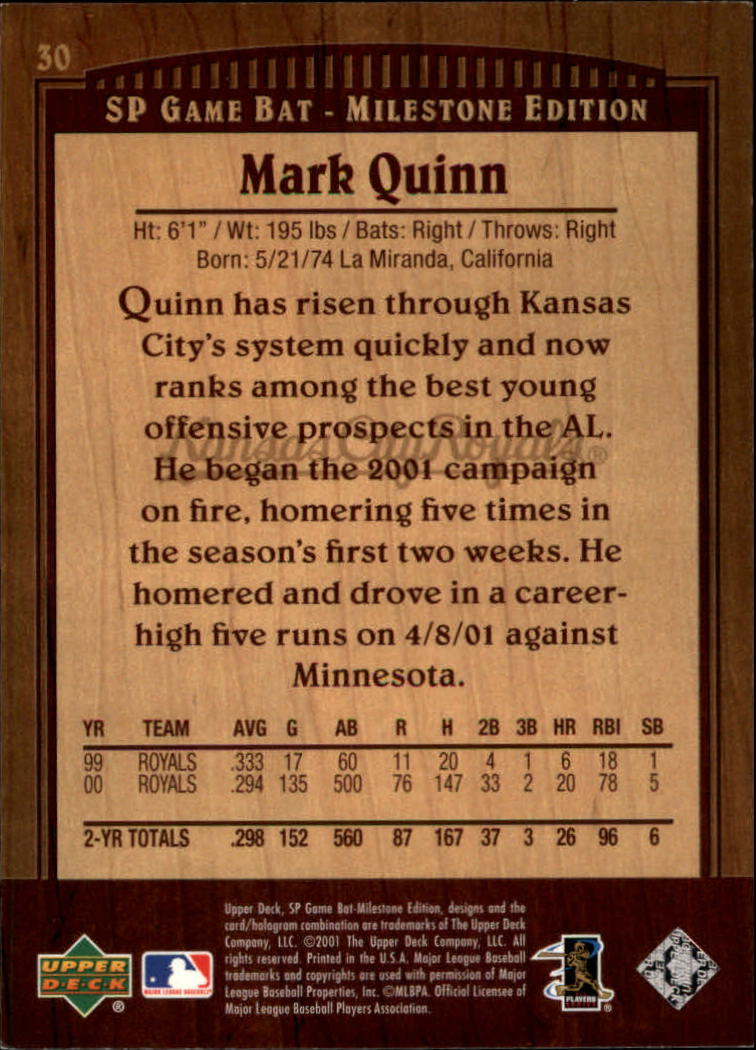 30
SP GAME BAT - MILESTONE EDITION
Mark Quinn
Ht: 6'1" / Wt: 195 lbs / Bats: Right / Throws: Right
Born: 5/21/74 La Miranda, California
Quinn has risen through Kansas
City's system quickly and now
ranks among the best young
offensive prospects in the AL.
Kansas City Royals®
He began the 2001 campaign
on fire, homering five times in
the season's first two weeks. He
homered and drove in a career-
high five runs on 4/8/01 against
Minnesota.
YR TEAM AVG G AB R H 2B 3B HR RBI SB
99 ROYALS .333 17 60 11 20 4 1 6 18 1
00 ROYALS .294 135 500 76 147 33 2 20 78 5
2-YR TOTALS .298 152 560 87 167 37 3 26 96 6
Upper Deck, SP Game Bat-Milestone Edition, designs and the
card/hologram combination are trademarks of The Upper Deck
Company, LLC. ©2001 The Upper Deck Company, LLC. All
rights reserved. Printed in the U.S.A. Major League Baseball
trademarks and copyrights are used with permission of Major
League Baseball Properties, Inc. ©MLBPA. Official Licensee of
Major League Baseball Players Association.
UPPER
DECK
®
MAJOR LEAGUE BASEBALL
PLAYERS
®